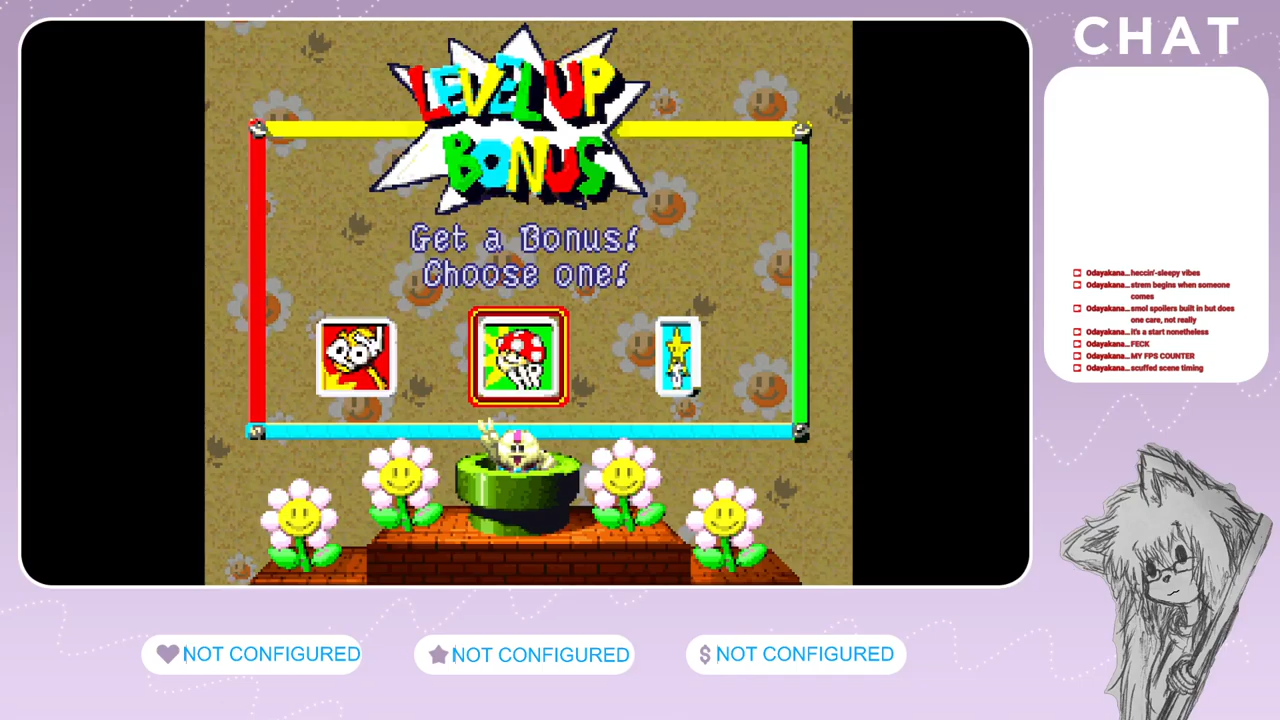 LEVEL UP
BONUS
Get a Bonus!
Choose one!
CHAT
Odayakana... heccin'-sleepy vibes
Odayakana... strem begins when someone
comes
Odayakana... smol spoilers built in but does
one care, not really
Odayakana... it's a start nonetheless
Odayakana... FECK
Odayakana... MY FPS COUNTER
Odayakana... scuffed scene timing
NOT CONFIGURED
NOT CONFIGURED
$ NOT CONFIGURED